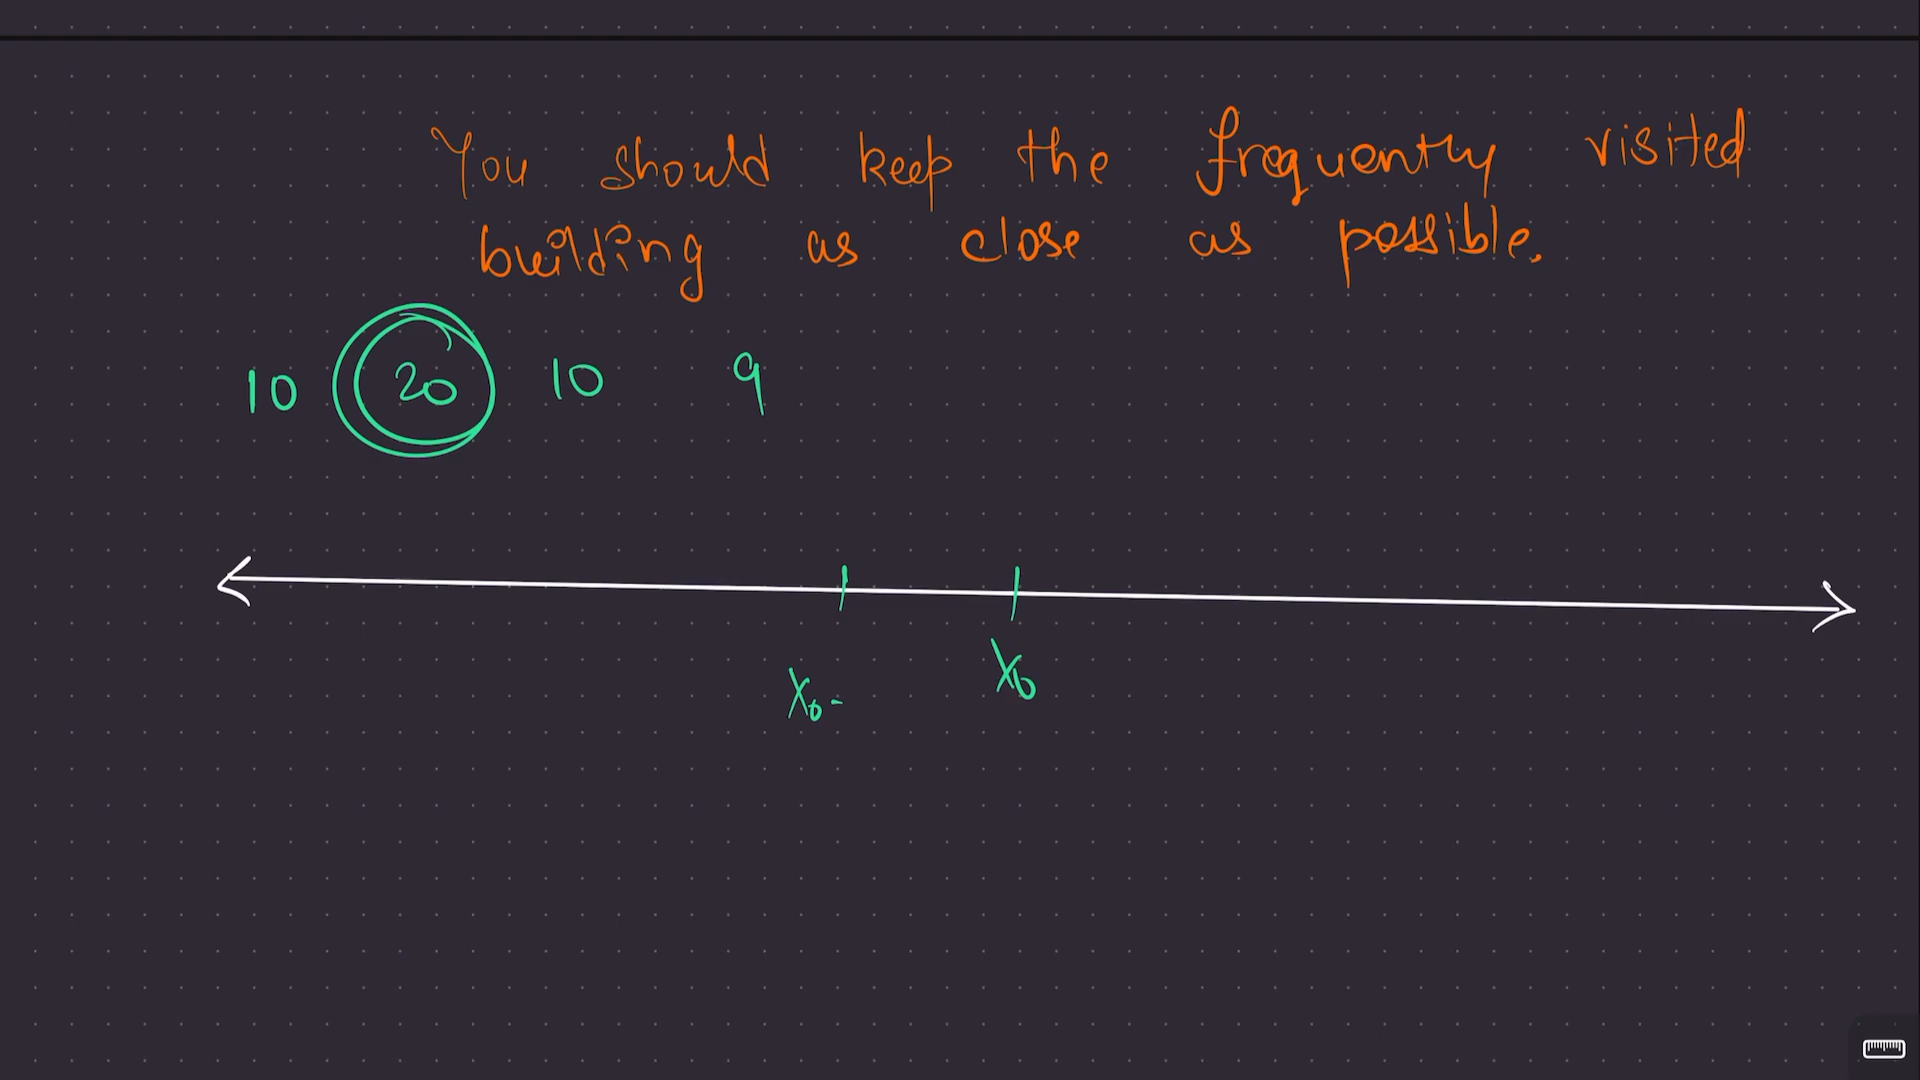 You should keep the frequently visited
building as close as possible.
10 20 10 9
X₀- X₀